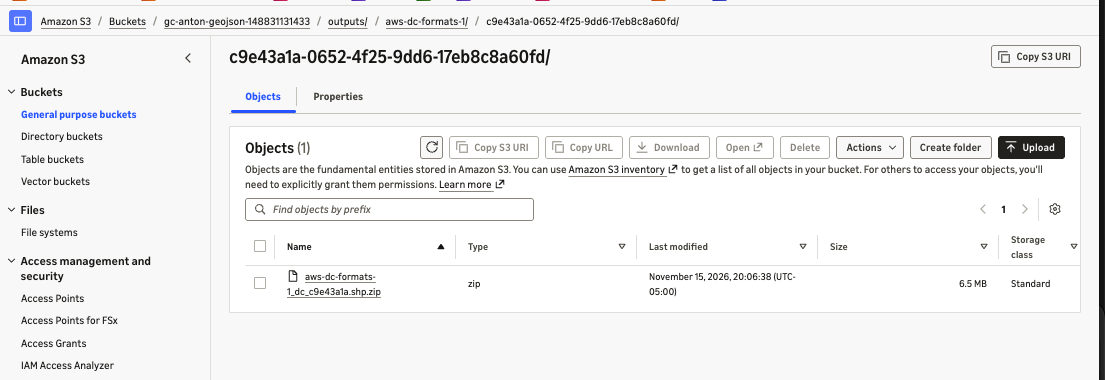 Amazon S3 / Buckets / gc-anton-geojson-148831131433 / outputs/ / aws-dc-formats-1/ / c9e43a1a-0652-4f25-9dd6-17eb8c8a60fd/
Amazon S3
Buckets
General purpose buckets
Directory buckets
Table buckets
Vector buckets
Files
File systems
Access management and
security
Access Points
Access Points for FSx
Access Grants
IAM Access Analyzer
c9e43a1a-0652-4f25-9dd6-17eb8c8a60fd/
Copy S3 URI
Objects
Properties
Objects (1)
Copy S3 URI
Copy URL
Download
Open
Delete
Actions
Create folder
Upload
Objects are the fundamental entities stored in Amazon S3. You can use Amazon S3 inventory to get a list of all objects in your bucket. For others to access your objects, you'll
need to explicitly grant them permissions. Learn more
Find objects by prefix
1
Name
Type
Last modified
Size
Storage
class
aws-dc-formats-
1_dc_c9e43a1a.shp.zip
zip
November 15, 2026, 20:06:38 (UTC-
05:00)
6.5 MB
Standard